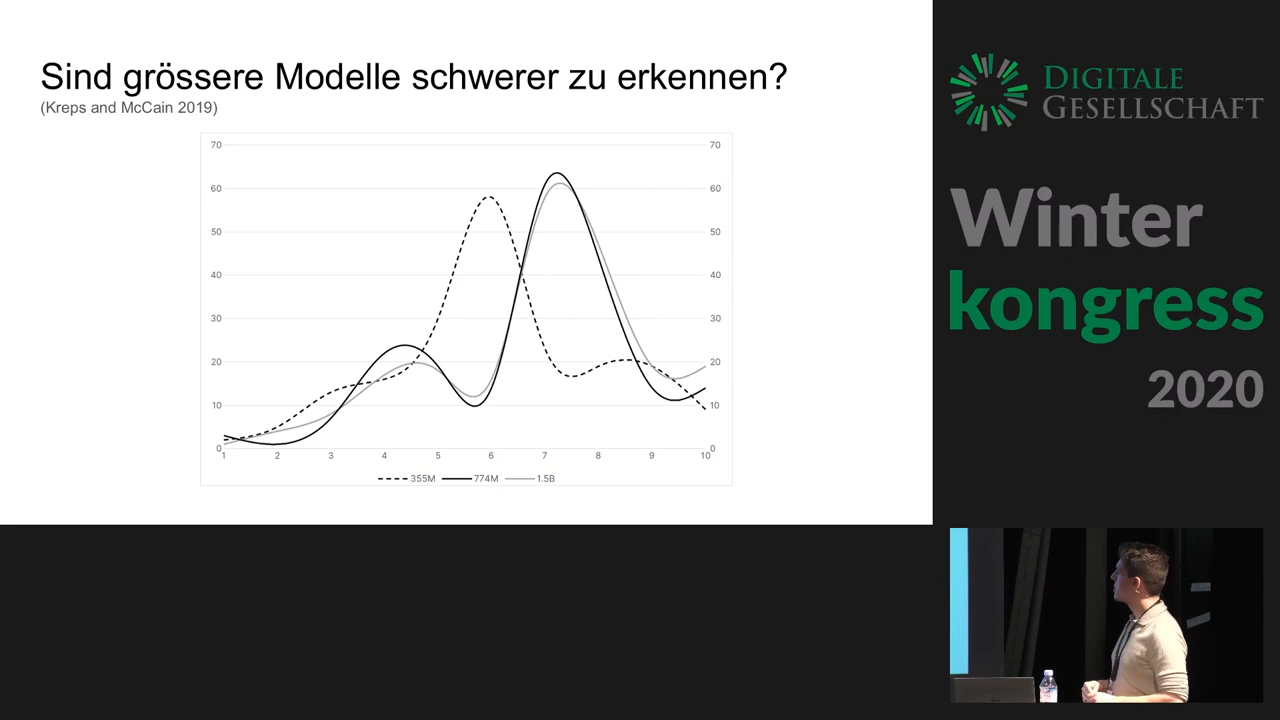 Sind grössere Modelle schwerer zu erkennen?
(Kreps and McCain 2019)
70 70
60 60
50 50
40 40
30 30
20 20
10 10
0 0
1 2 3 4 5 6 7 8 9 10
355M 774M 1.5B
DIGITALE
GESELLSCHAFT
Winter
kongress
2020